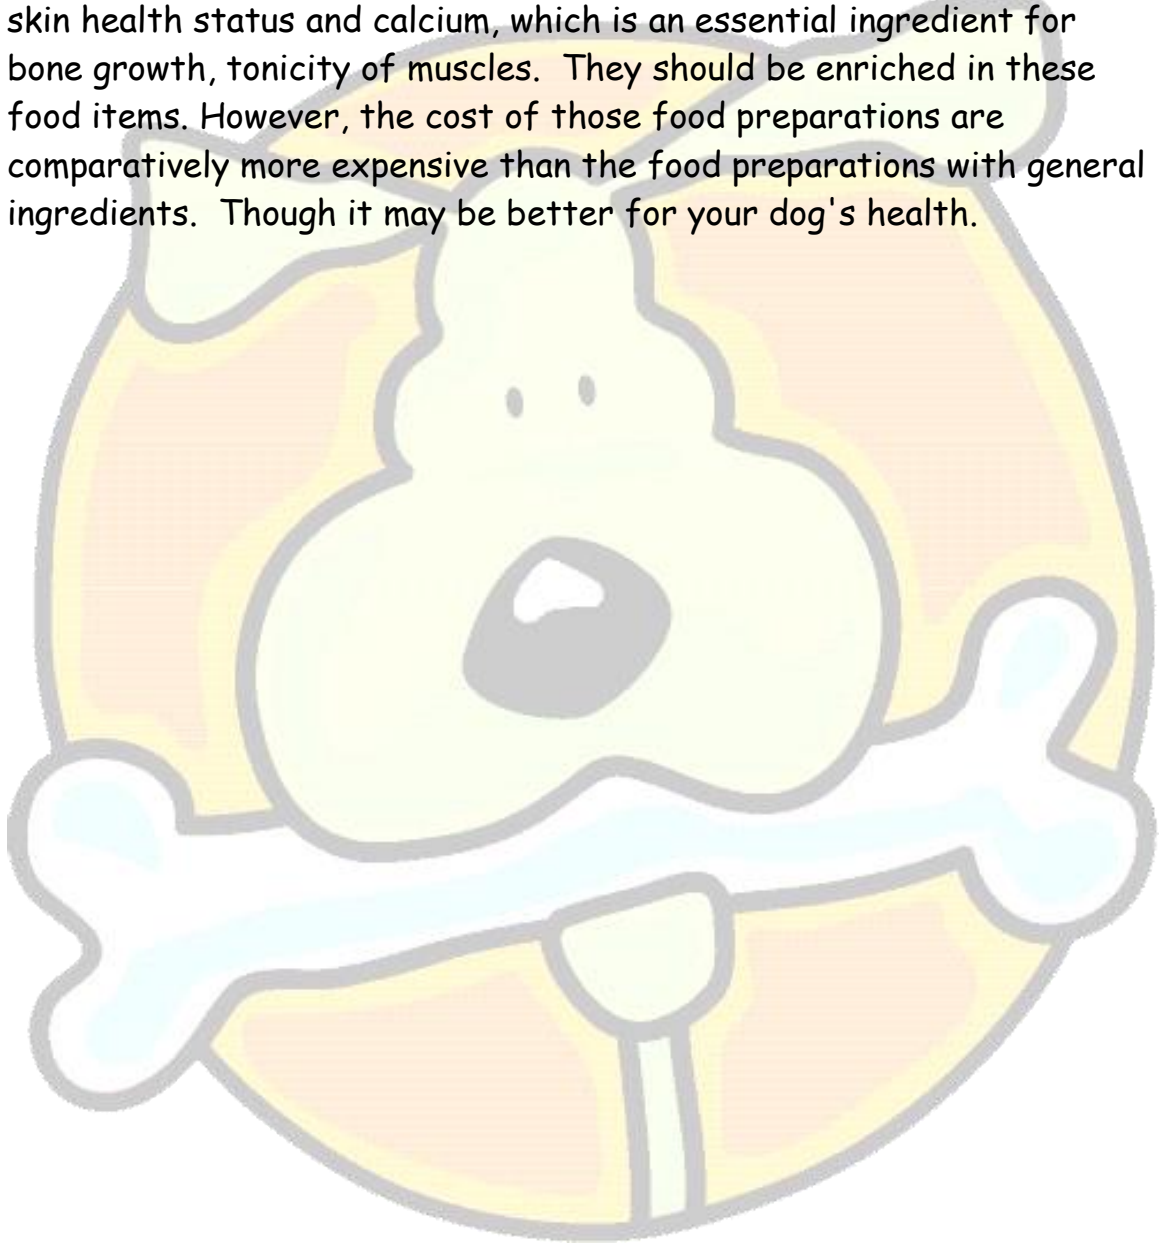 skin health status and calcium, which is an essential ingredient for
bone growth, tonicity of muscles.  They should be enriched in these
food items. However, the cost of those food preparations are
comparatively more expensive than the food preparations with general
ingredients.  Though it may be better for your dog's health.